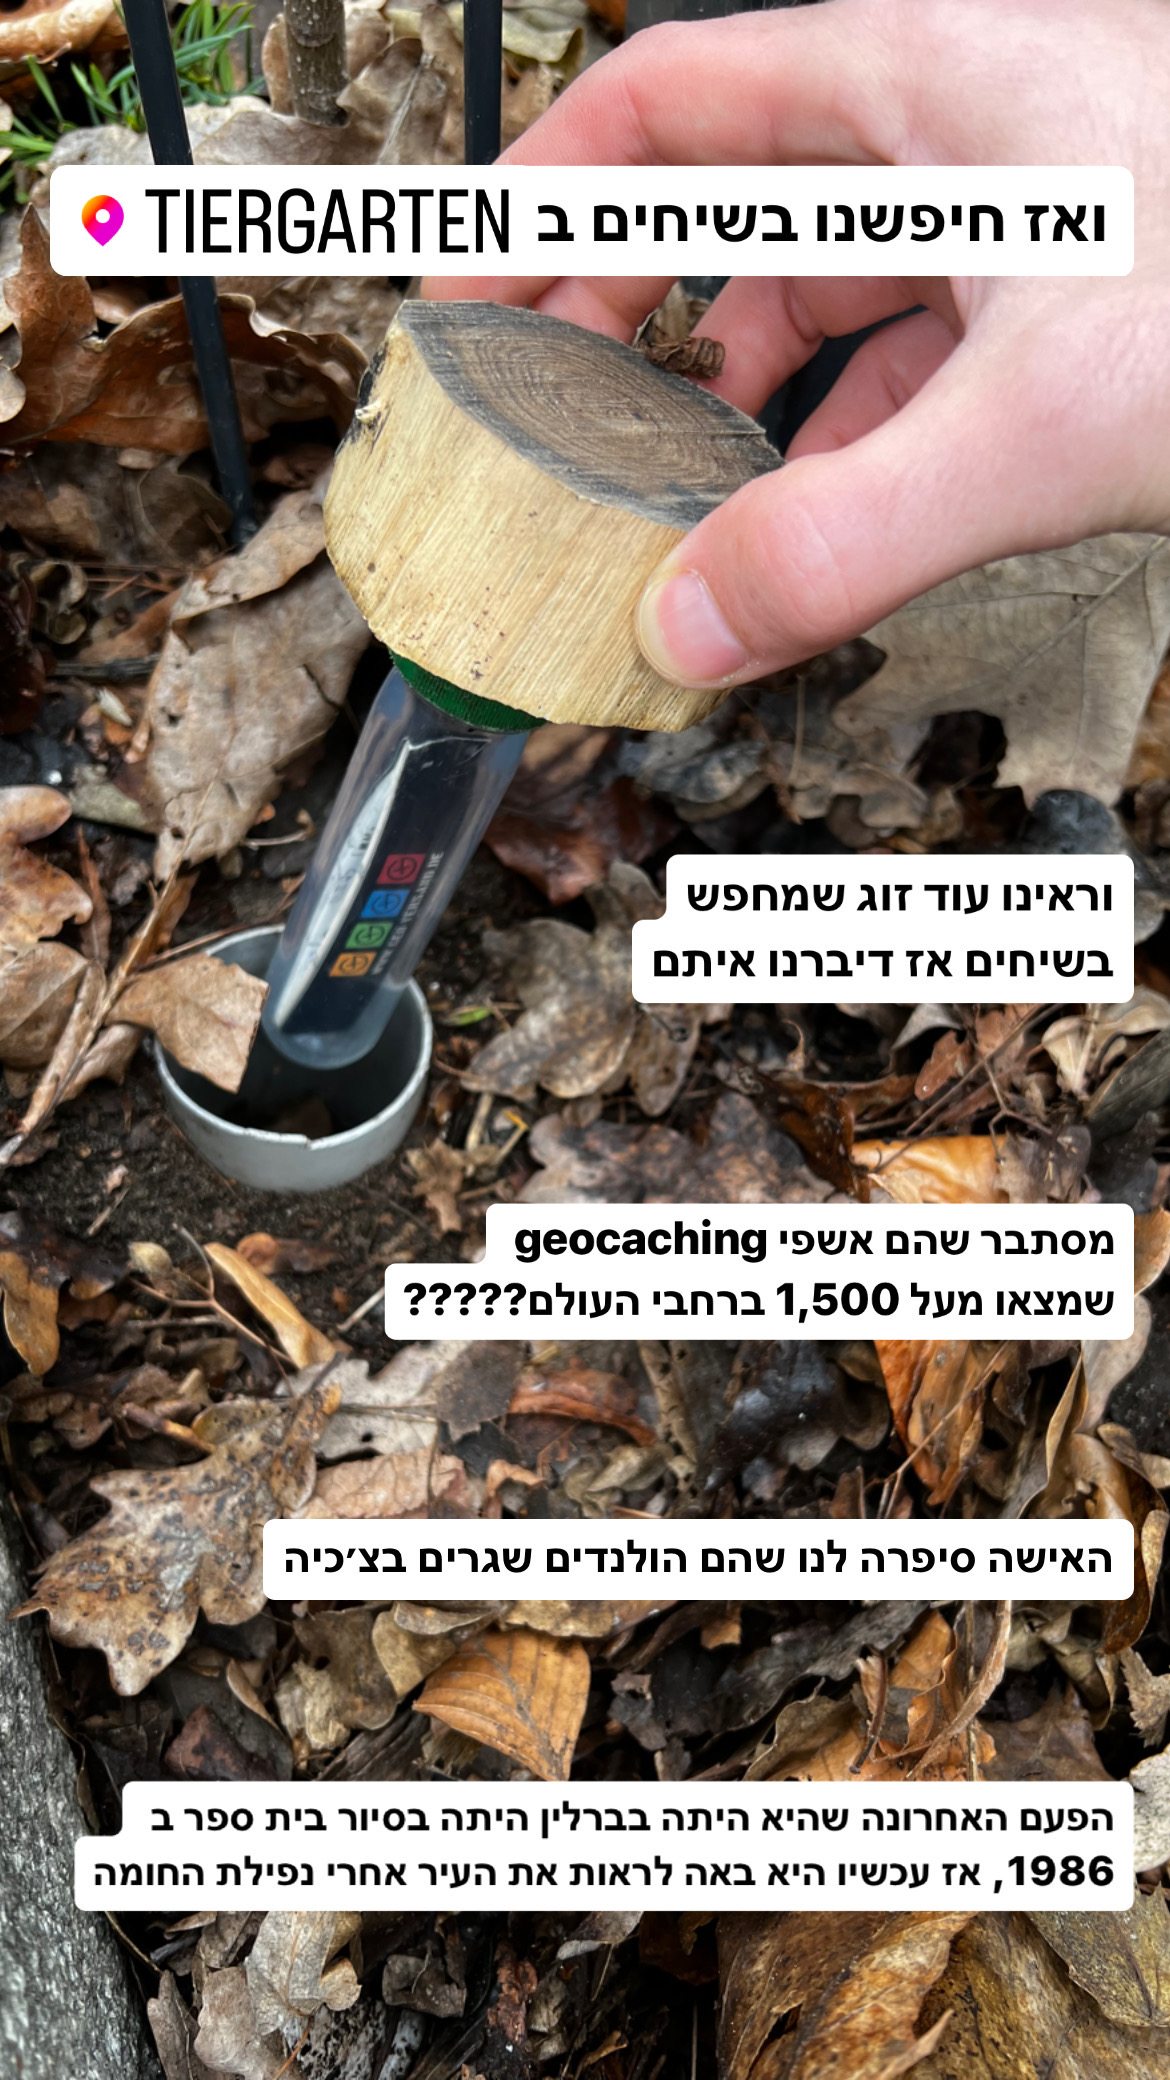 ואז חיפשנו בשיחים ב TIERGARTEN
וראינו עוד זוג שמחפש
בשיחים אז דיברנו איתם
מסתבר שהם אשפי geocaching
שמצאו מעל 1,500 ברחבי העולם?????
האישה סיפרה לנו שהם הולנדים שגרים בצ׳כיה
הפעם האחרונה שהיא היתה בברלין היתה בסיור בית ספר ב
1986, אז עכשיו היא באה לראות את העיר אחרי נפילת החומה